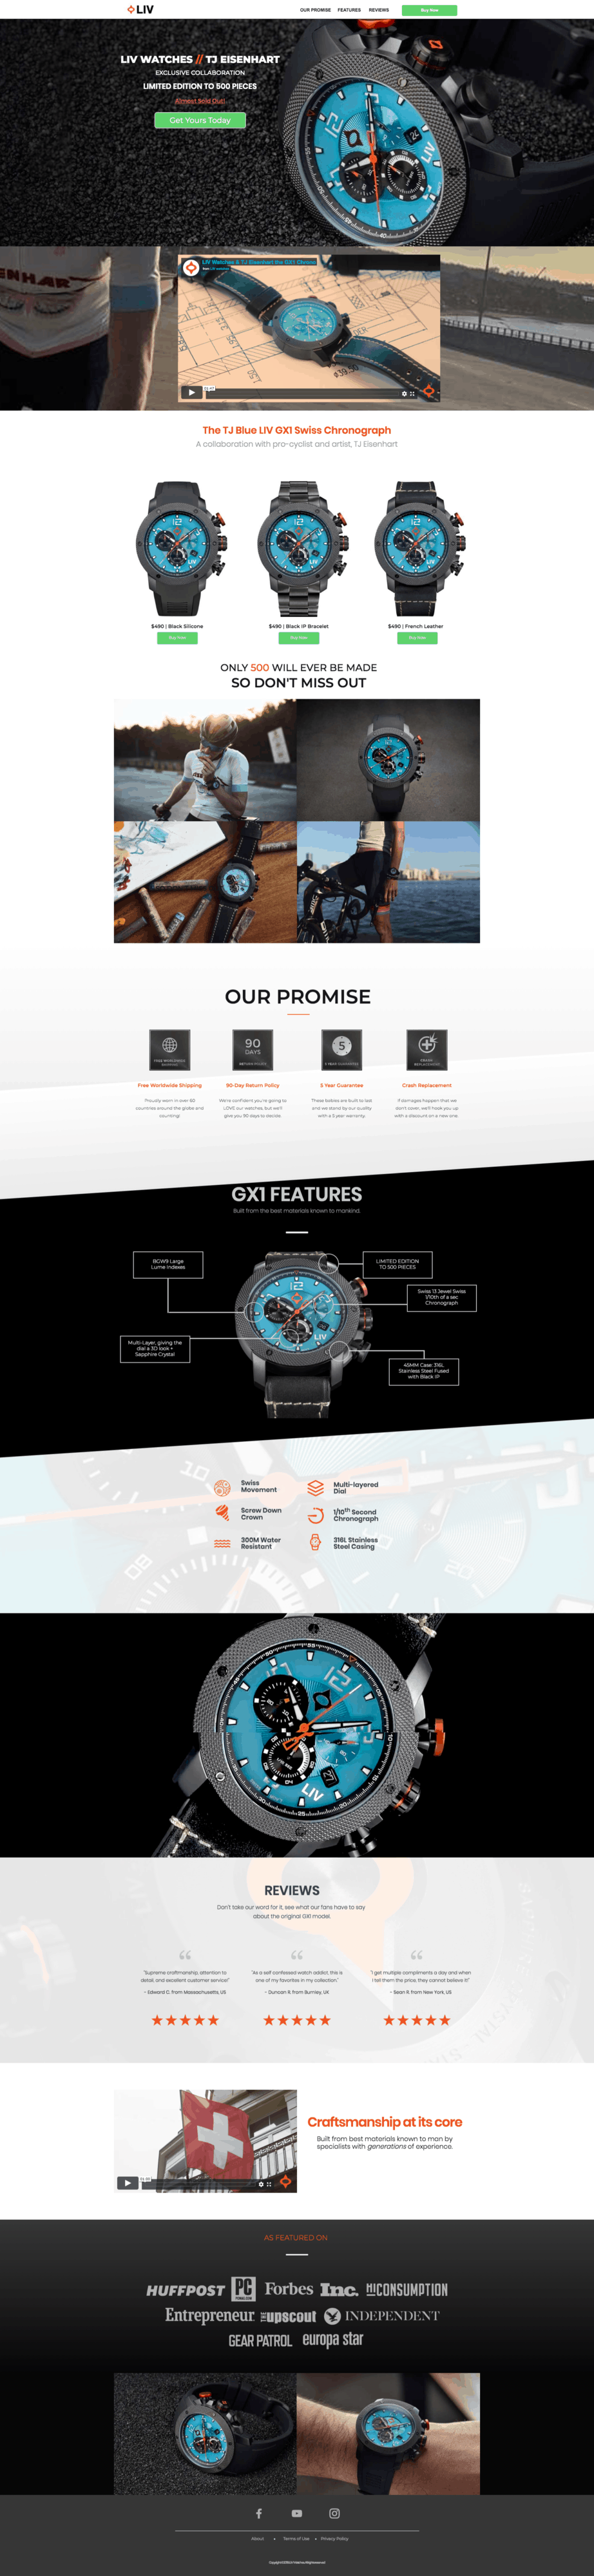 LIV
OUR PROMISE FEATURES REVIEWS Buy Now
LIV WATCHES // TJ EISENHART
EXCLUSIVE COLLABORATION
LIMITED EDITION TO 500 PIECES
Almost Sold Out!
Get Yours Today
LIV Watches & TJ Eisenhart the GX1 Chrono
The TJ Blue LIV GX1 Swiss Chronograph
A collaboration with pro-cyclist and artist, TJ Eisenhart
$490 | Black Silicone
$490 | Black IP Bracelet
$490 | French Leather
Buy Now
Buy Now
Buy Now
ONLY 500 WILL EVER BE MADE
SO DON'T MISS OUT
OUR PROMISE
90
DAYS
5
Free Worldwide Shipping
90-Day Return Policy
5 Year Guarantee
Crash Replacement
Proudly worn in over 60
countries around the globe and
counting!
We're confident you're going to
LOVE our watches, but we'll
give you 90 days to decide.
These babies are built to last
and we stand by our quality
with a 5 year warranty.
If damages happen that we
don't cover, we'll hook you up
with a discount on a new one.
GX1 FEATURES
Built from the best materials known to mankind.
BGW9 Large
Lume Indexes
LIMITED EDITION
TO 500 PIECES
Swiss 13 Jewel Swiss
1/10th of a sec
Chronograph
Multi-Layer, giving the
dial a 3D look +
Sapphire Crystal
45MM Case: 316L
Stainless Steel Fused
with Black IP
Swiss
Movement
Multi-layered
Dial
Screw Down
Crown
1/10th Second
Chronograph
300M Water
Resistant
316L Stainless
Steel Casing
LIV
REVIEWS
Don't take our word for it, see what our fans have to say
about the original GX1 model.
"Supreme craftmanship, attention to
detail, and excellent customer service!"
- Edward C. from Massachusetts, US
"As a self confessed watch addict, this is
one of my favorites in my collection."
- Duncan R. from Burnley, UK
"I get multiple compliments a day and when
I tell them the price, they cannot believe it!"
- Sean R. from New York, US
Craftsmanship at its core
Built from best materials known to man by
specialists with generations of experience.
AS FEATURED ON
HUFFPOST PC Forbes Inc. HICONSUMPTION
Entrepreneur THE upscout INDEPENDENT
GEAR PATROL europa star
About • Terms of Use • Privacy Policy